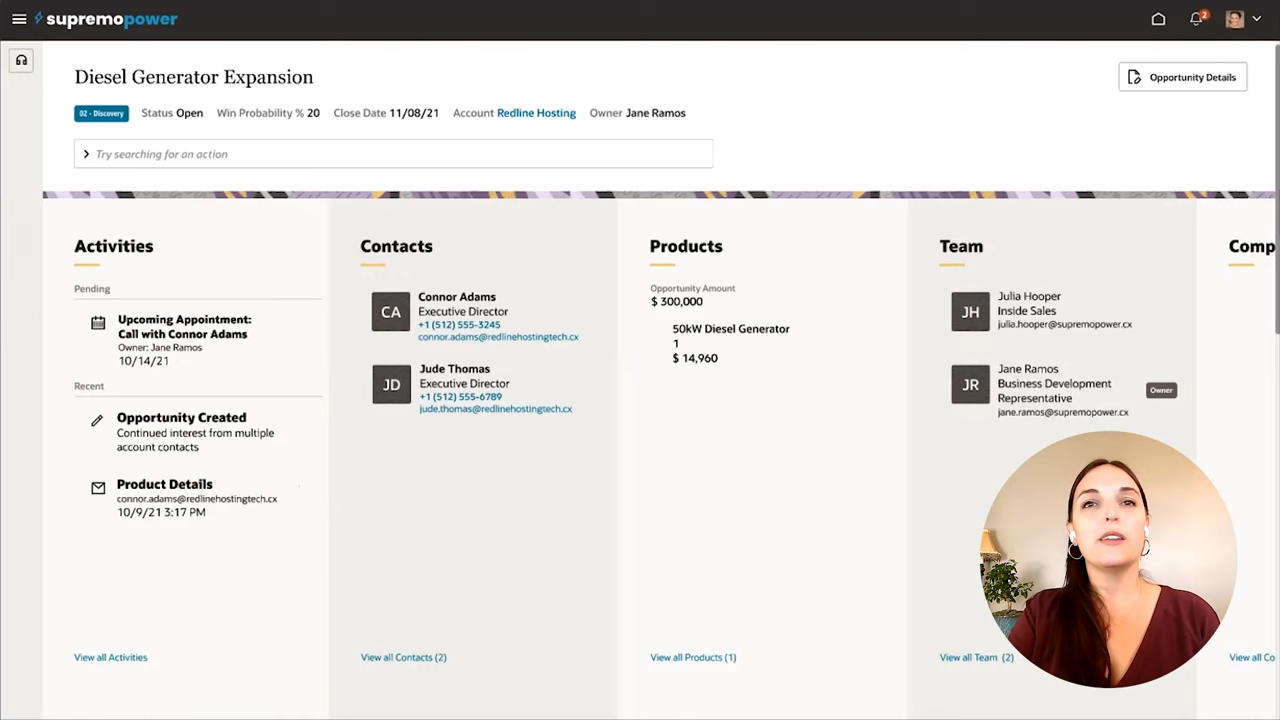 supremopower
2
Diesel Generator Expansion
Opportunity Details
02 - Discovery Status Open Win Probability % 20 Close Date 11/08/21 Account Redline Hosting Owner Jane Ramos
Try searching for an action
Activities
Pending
Upcoming Appointment:
Call with Connor Adams
Owner: Jane Ramos
10/14/21
Recent
Opportunity Created
Continued interest from multiple
account contacts
Product Details
connor.adams@redlinehostingtech.cx
10/9/21 3:17 PM
View all Activities
Contacts
CA
Connor Adams
Executive Director
+1 (512) 555-3245
connor.adams@redlinehostingtech.cx
JD
Jude Thomas
Executive Director
+1 (512) 555-6789
jude.thomas@redlinehostingtech.cx
View all Contacts (2)
Products
Opportunity Amount
$ 300,000
50kW Diesel Generator
1
$ 14,960
View all Products (1)
Team
JH
Julia Hooper
Inside Sales
julia.hooper@supremopower.cx
JR
Jane Ramos
Business Development
Representative
jane.ramos@supremopower.cx
Owner
View all Team (2)
Comp
View all Co